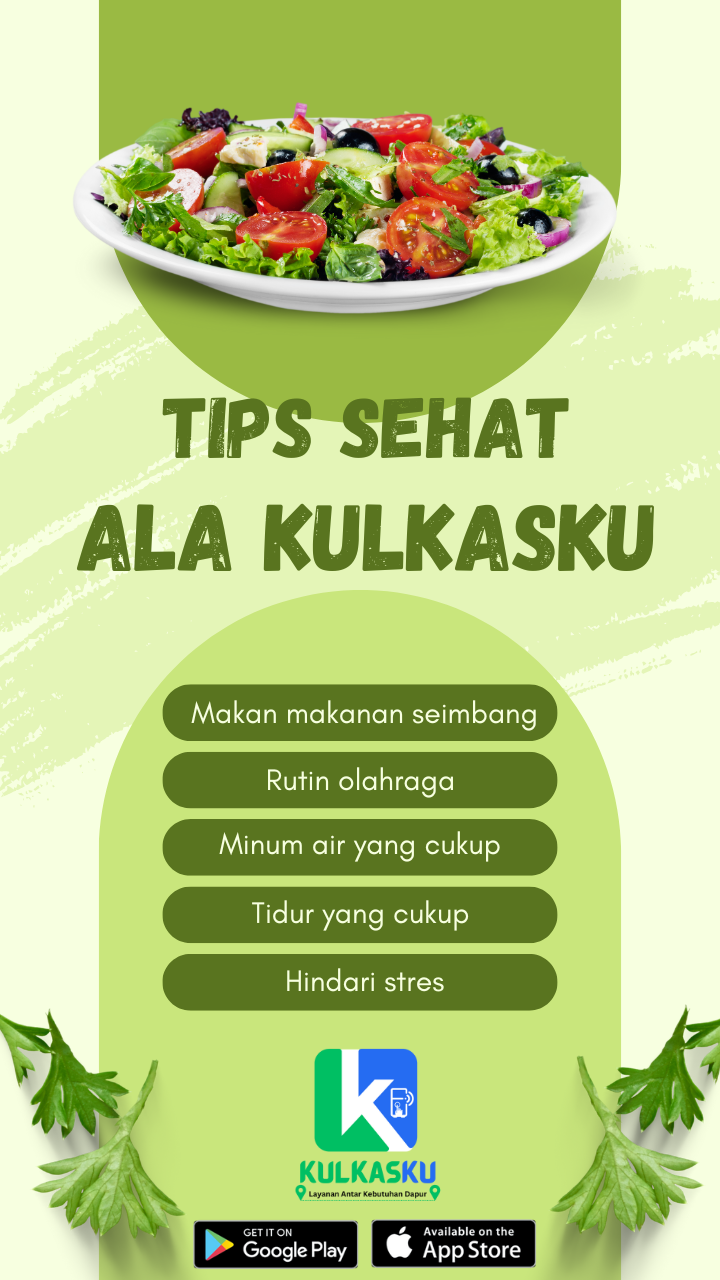 TIPS SEHAT
ALA KULKASKU
Makan makanan seimbang
Rutin olahraga
Minum air yang cukup
Tidur yang cukup
Hindari stres
K
KULKASKU
Layanan Antar Kebutuhan Dapur
GET IT ON
Google Play
Available on the
App Store